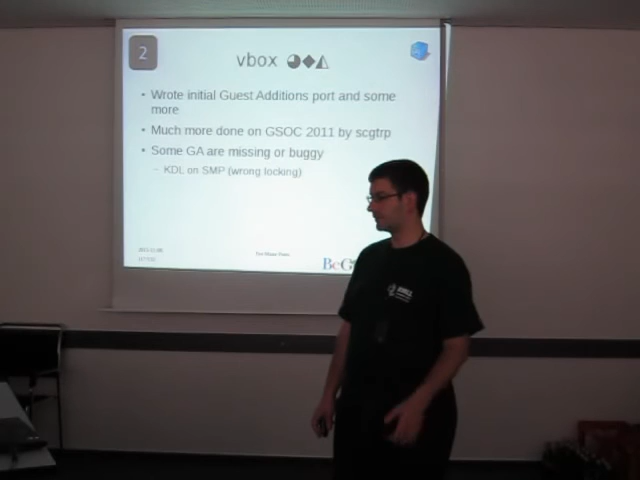 2
vbox
Wrote initial Guest Additions port and some
more
Much more done on GSOC 2011 by scgtrp
Some GA are missing or buggy
KDL on SMP (wrong locking)
BeG